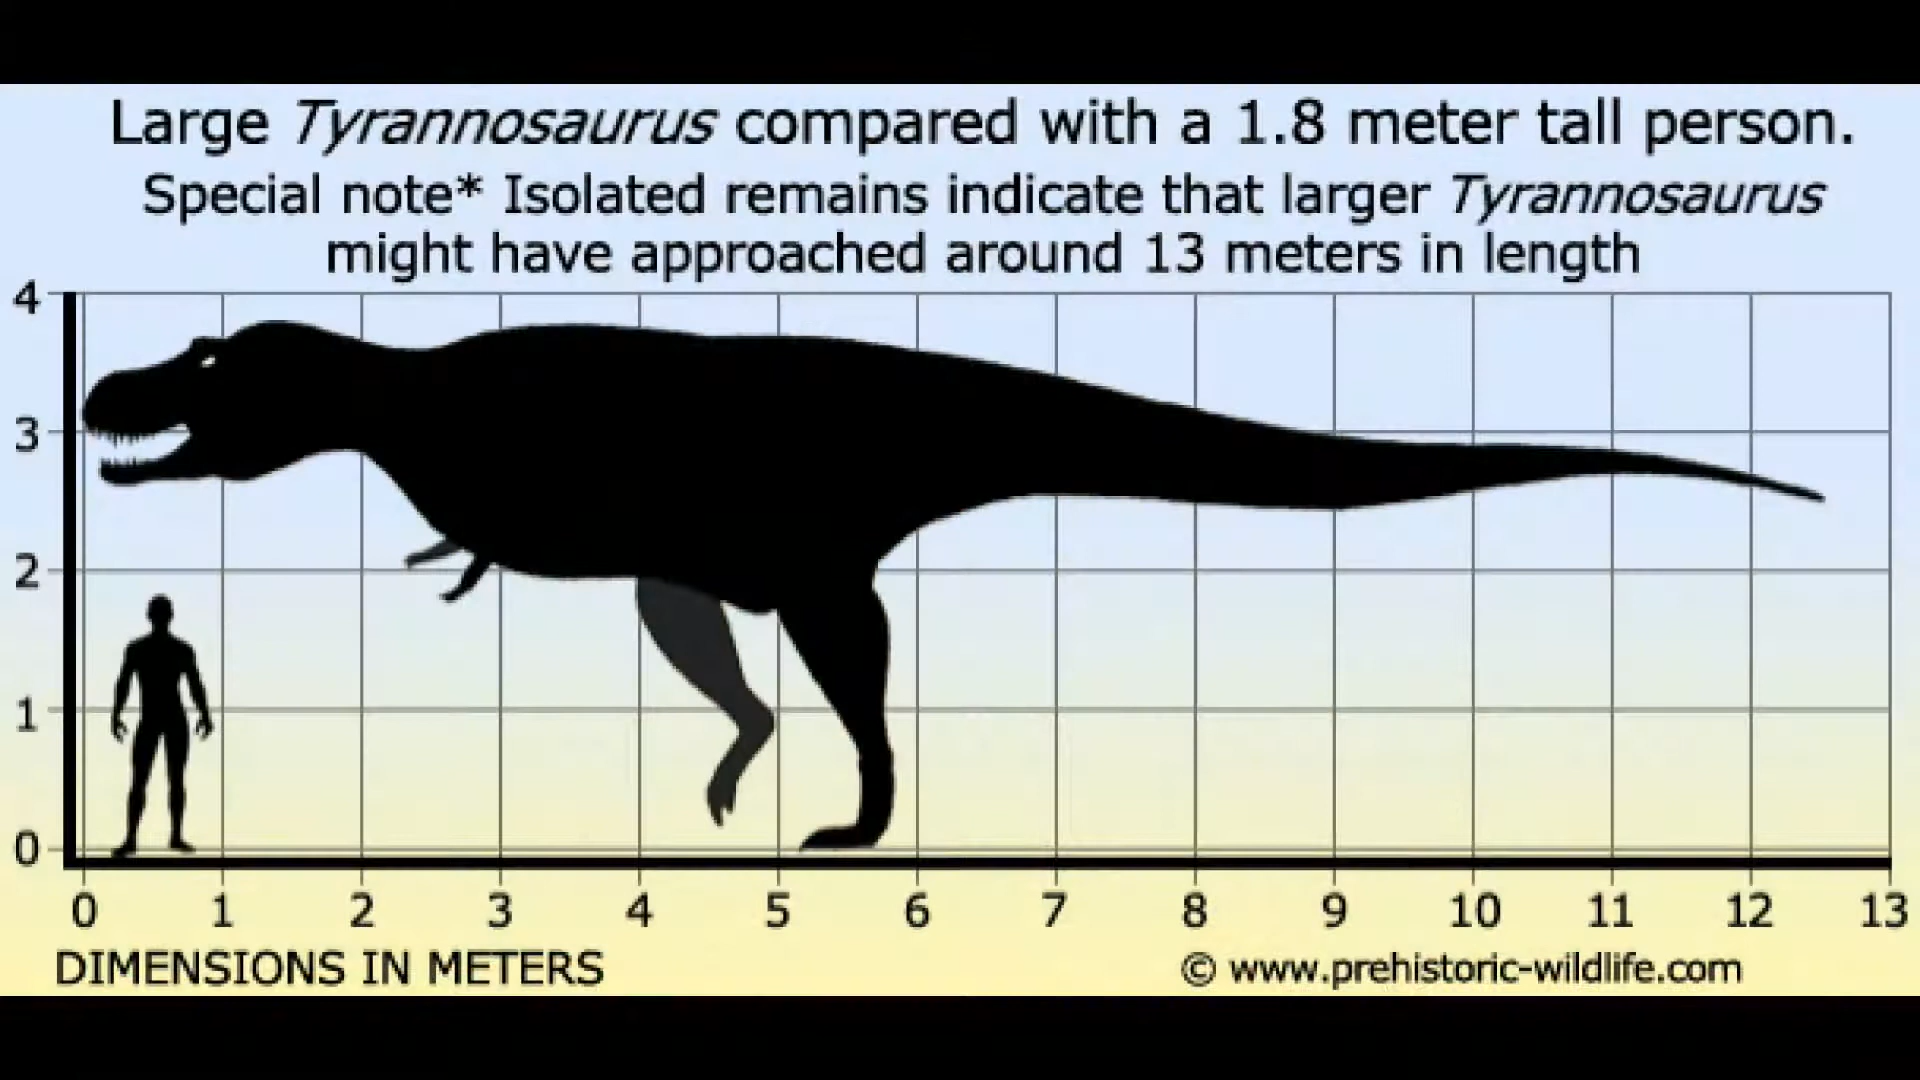 Large Tyrannosaurus compared with a 1.8 meter tall person.
Special note* Isolated remains indicate that larger Tyrannosaurus
might have approached around 13 meters in length
4
3
2
1
0
0 1 2 3 4 5 6 7 8 9 10 11 12 13
DIMENSIONS IN METERS
© www.prehistoric-wildlife.com